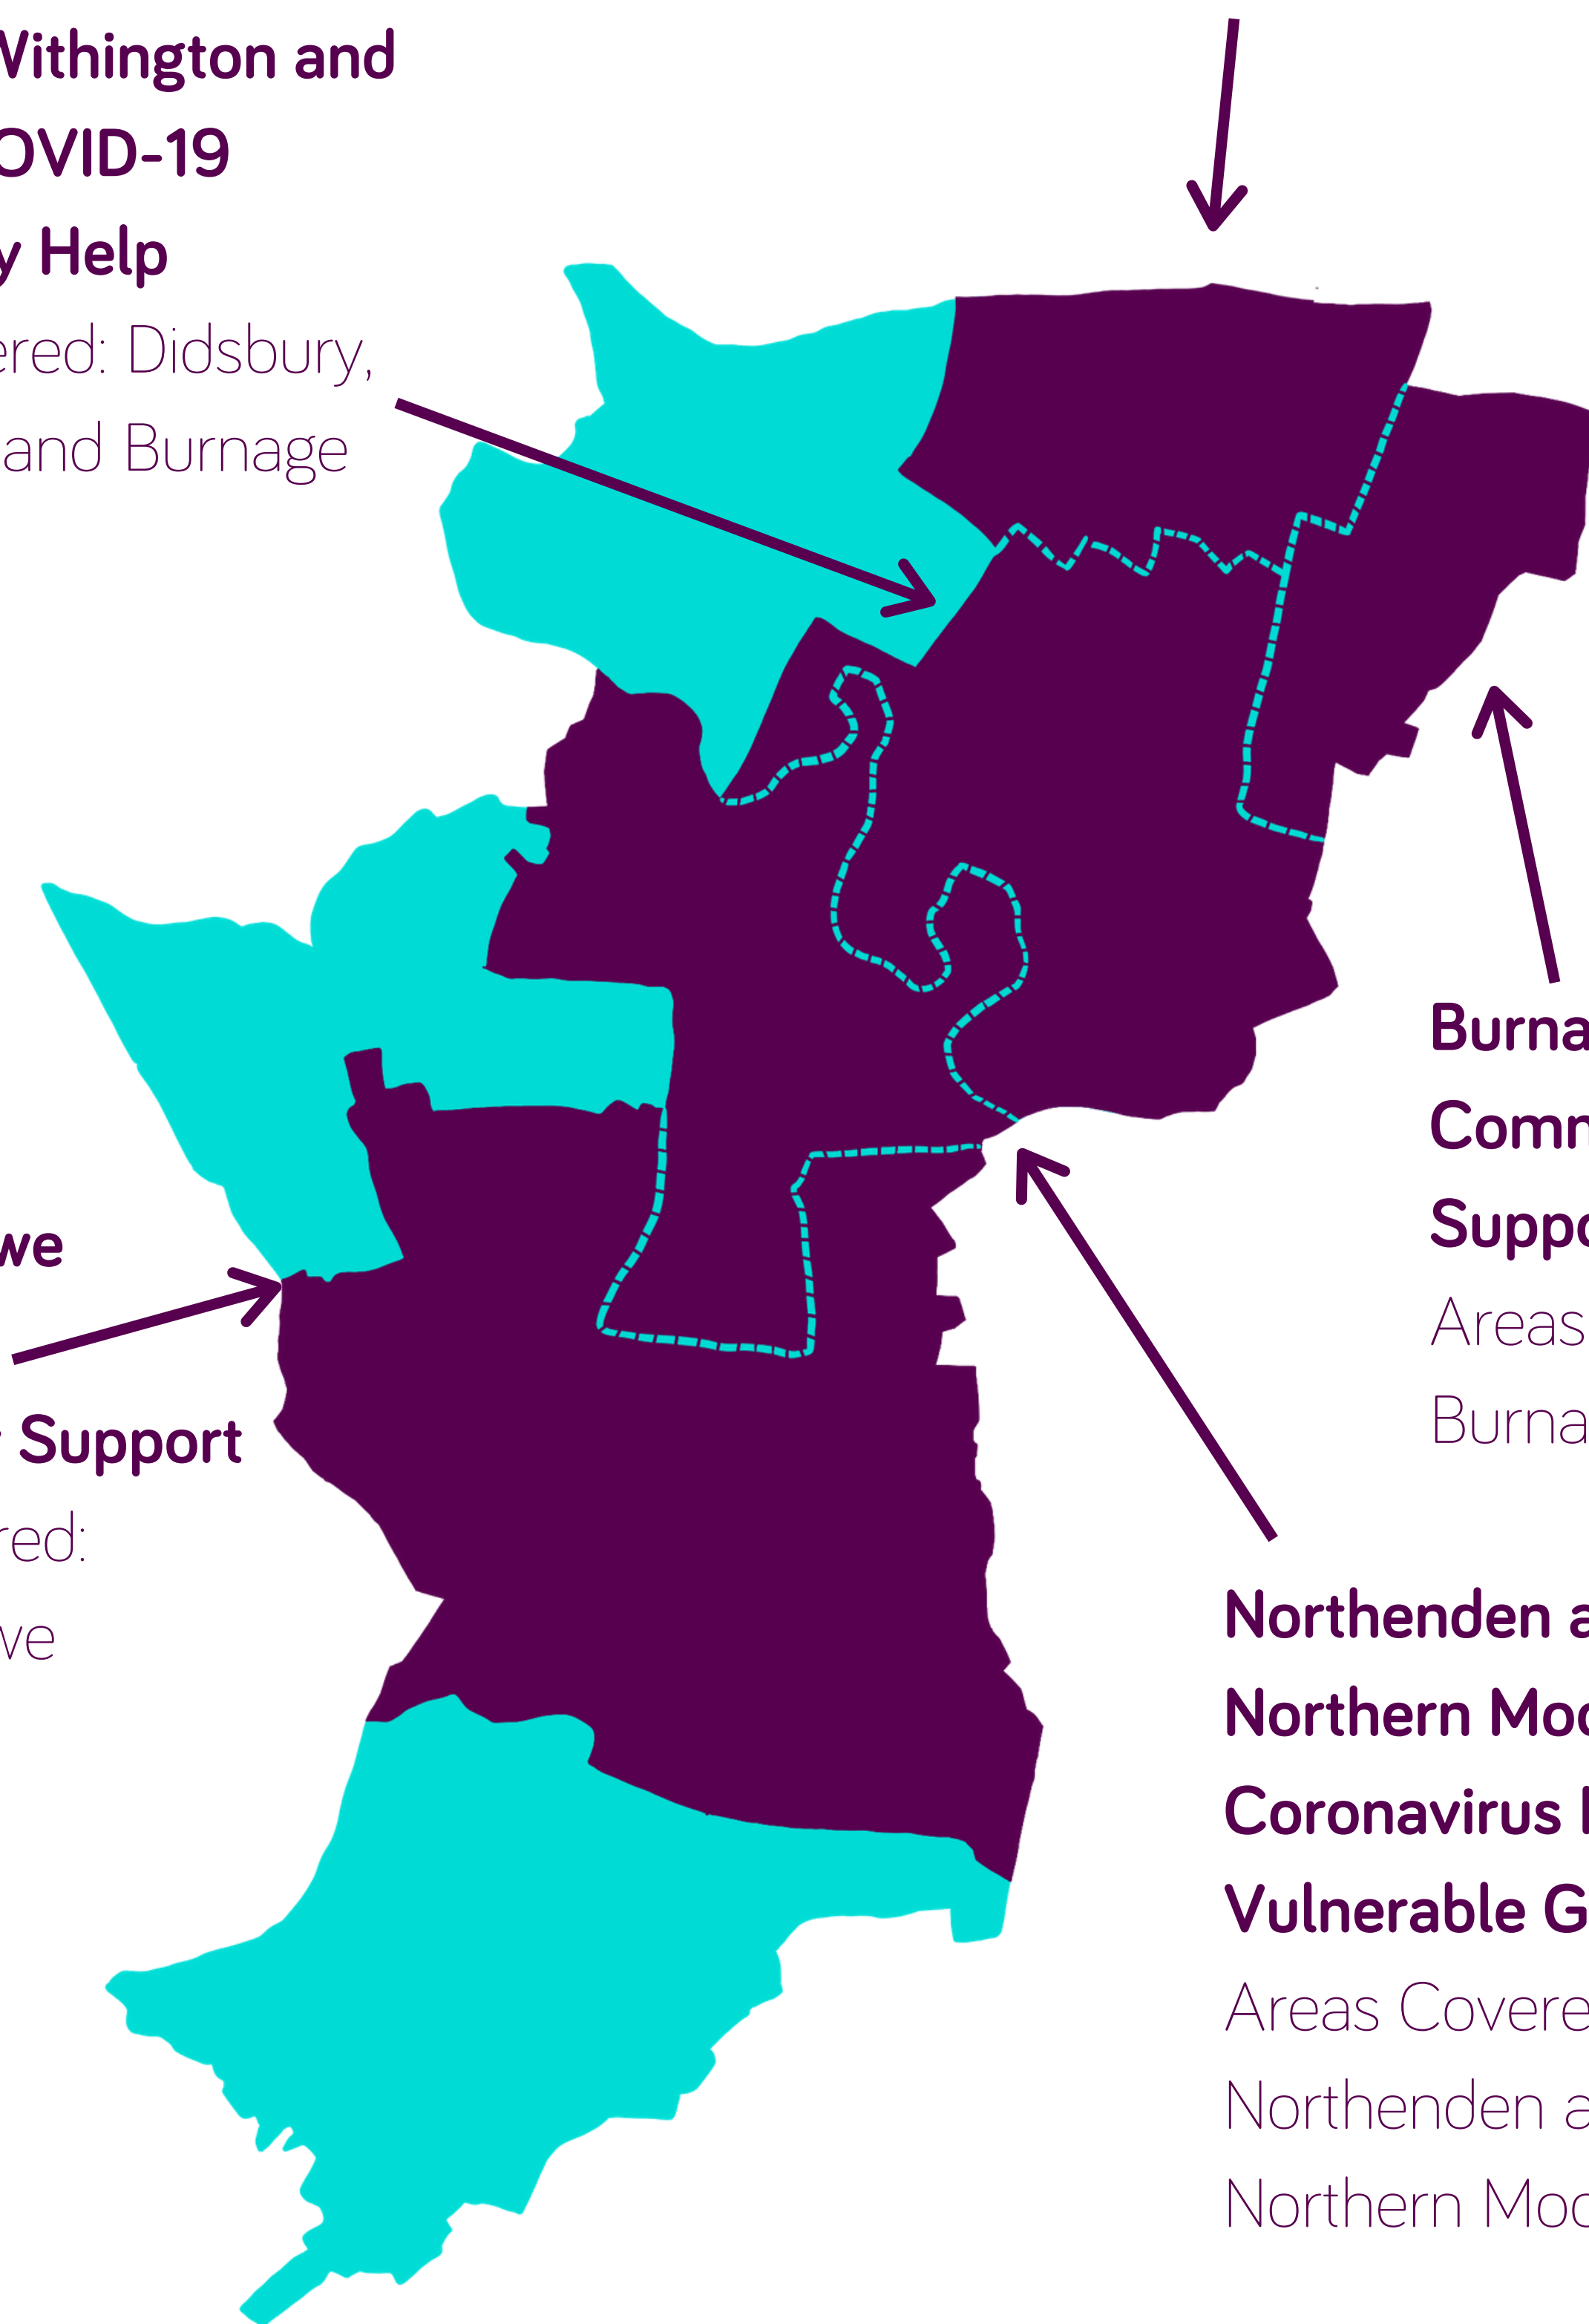 Withington and
OVID-19
y Help
ered: Didsbury,
and Burnage
we
Support
red:
we
Burna
Comm
Suppo
Areas
Burna
Northenden a
Northern Moo
Coronavirus
Vulnerable G
Areas Covere
Northenden a
Northern Moo